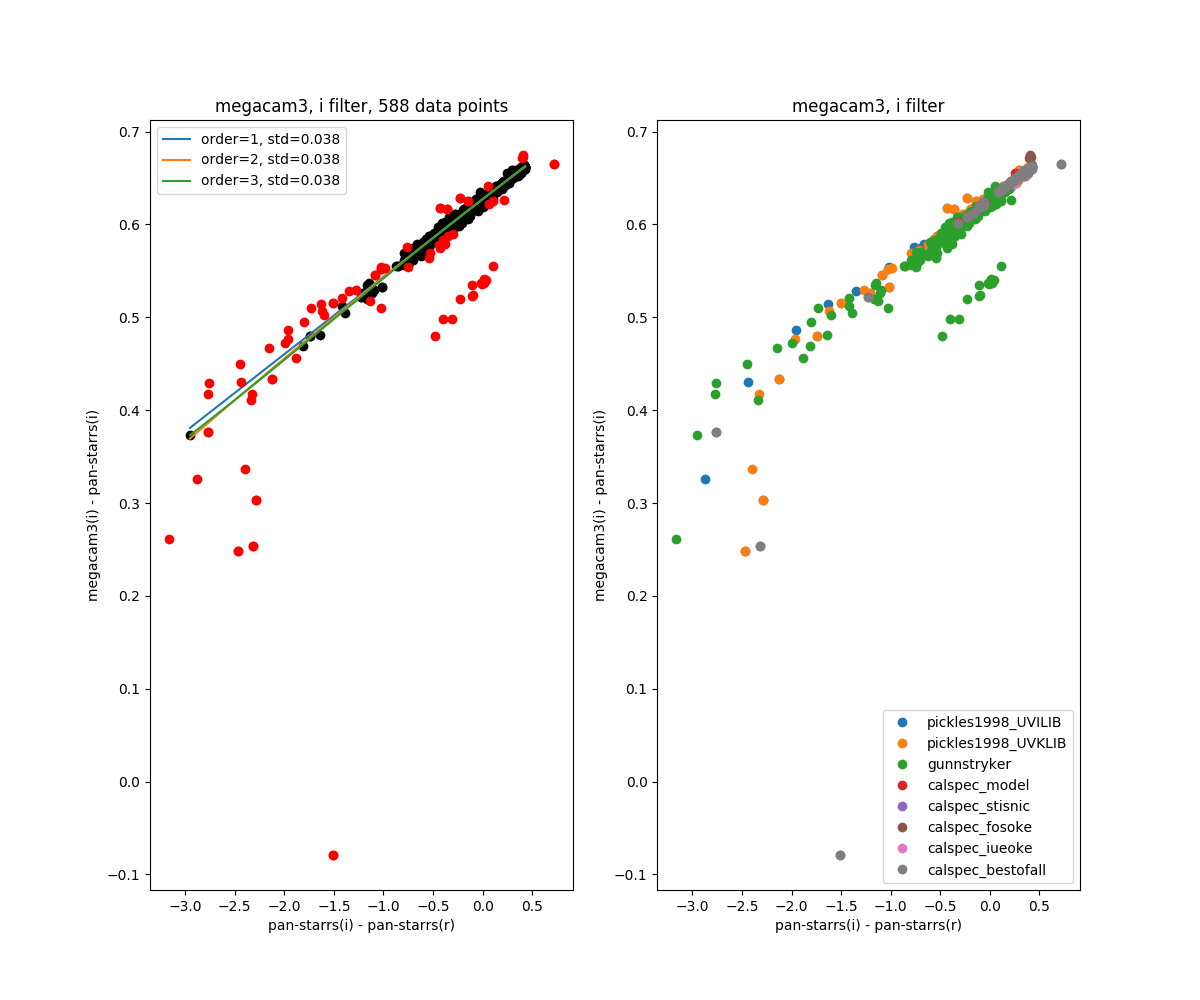 megacam3, i filter, 588 data points
order=1, std=0.038
order=2, std=0.038
order=3, std=0.038
0.7
0.6
0.5
0.4
0.3
0.2
0.1
0.0
−0.1
megacam3(i) - pan-starrs(i)
−3.0 −2.5 −2.0 −1.5 −1.0 −0.5 0.0 0.5
pan-starrs(i) - pan-starrs(r)
megacam3, i filter
0.7
0.6
0.5
0.4
0.3
0.2
0.1
0.0
−0.1
megacam3(i) - pan-starrs(i)
pickles1998_UVILIB
pickles1998_UVKLIB
gunnstryker
calspec_model
calspec_stisnic
calspec_fosoke
calspec_iueoke
calspec_bestofall
−3.0 −2.5 −2.0 −1.5 −1.0 −0.5 0.0 0.5
pan-starrs(i) - pan-starrs(r)